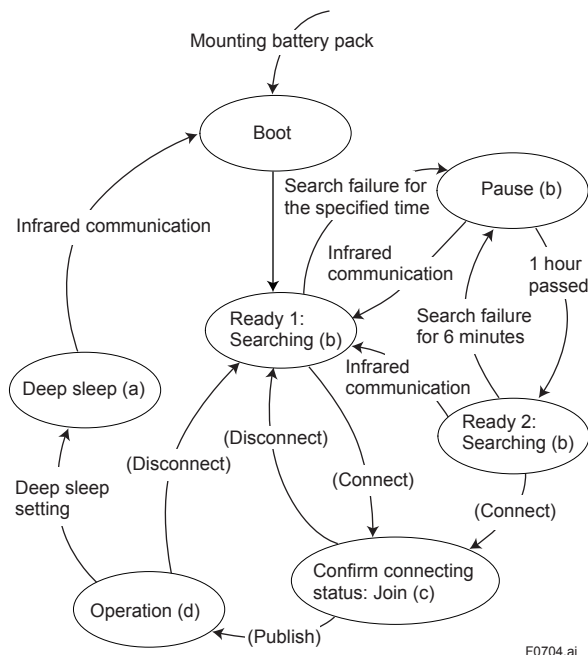 Mounting battery pack
Boot
Search failure for
the specified time
Pause (b)
Infrared communication
Infrared
communication
1 hour
passed
Ready 1:
Searching (b)
Search failure
for 6 minutes
Infrared
communication
Deep sleep (a)
Ready 2:
Searching (b)
(Disconnect)
(Disconnect)
(Connect)
(Connect)
Deep sleep
setting
Confirm connecting
status: Join (c)
Operation (d)
(Publish)
F0704.ai